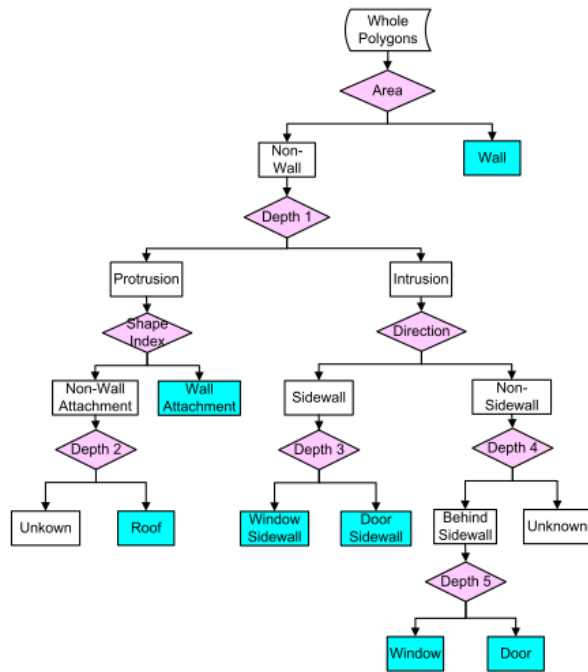 Whole
Polygons
Area
Non-
Wall
Wall
Depth 1
Protrusion
Intrusion
Shape
Index
Direction
Non-Wall
Attachment
Wall
Attachment
Sidewall
Non-
Sidewall
Depth 2
Depth 3
Depth 4
Unkown
Roof
Window
Sidewall
Door
Sidewall
Behind
Sidewall
Unknown
Depth 5
Window
Door